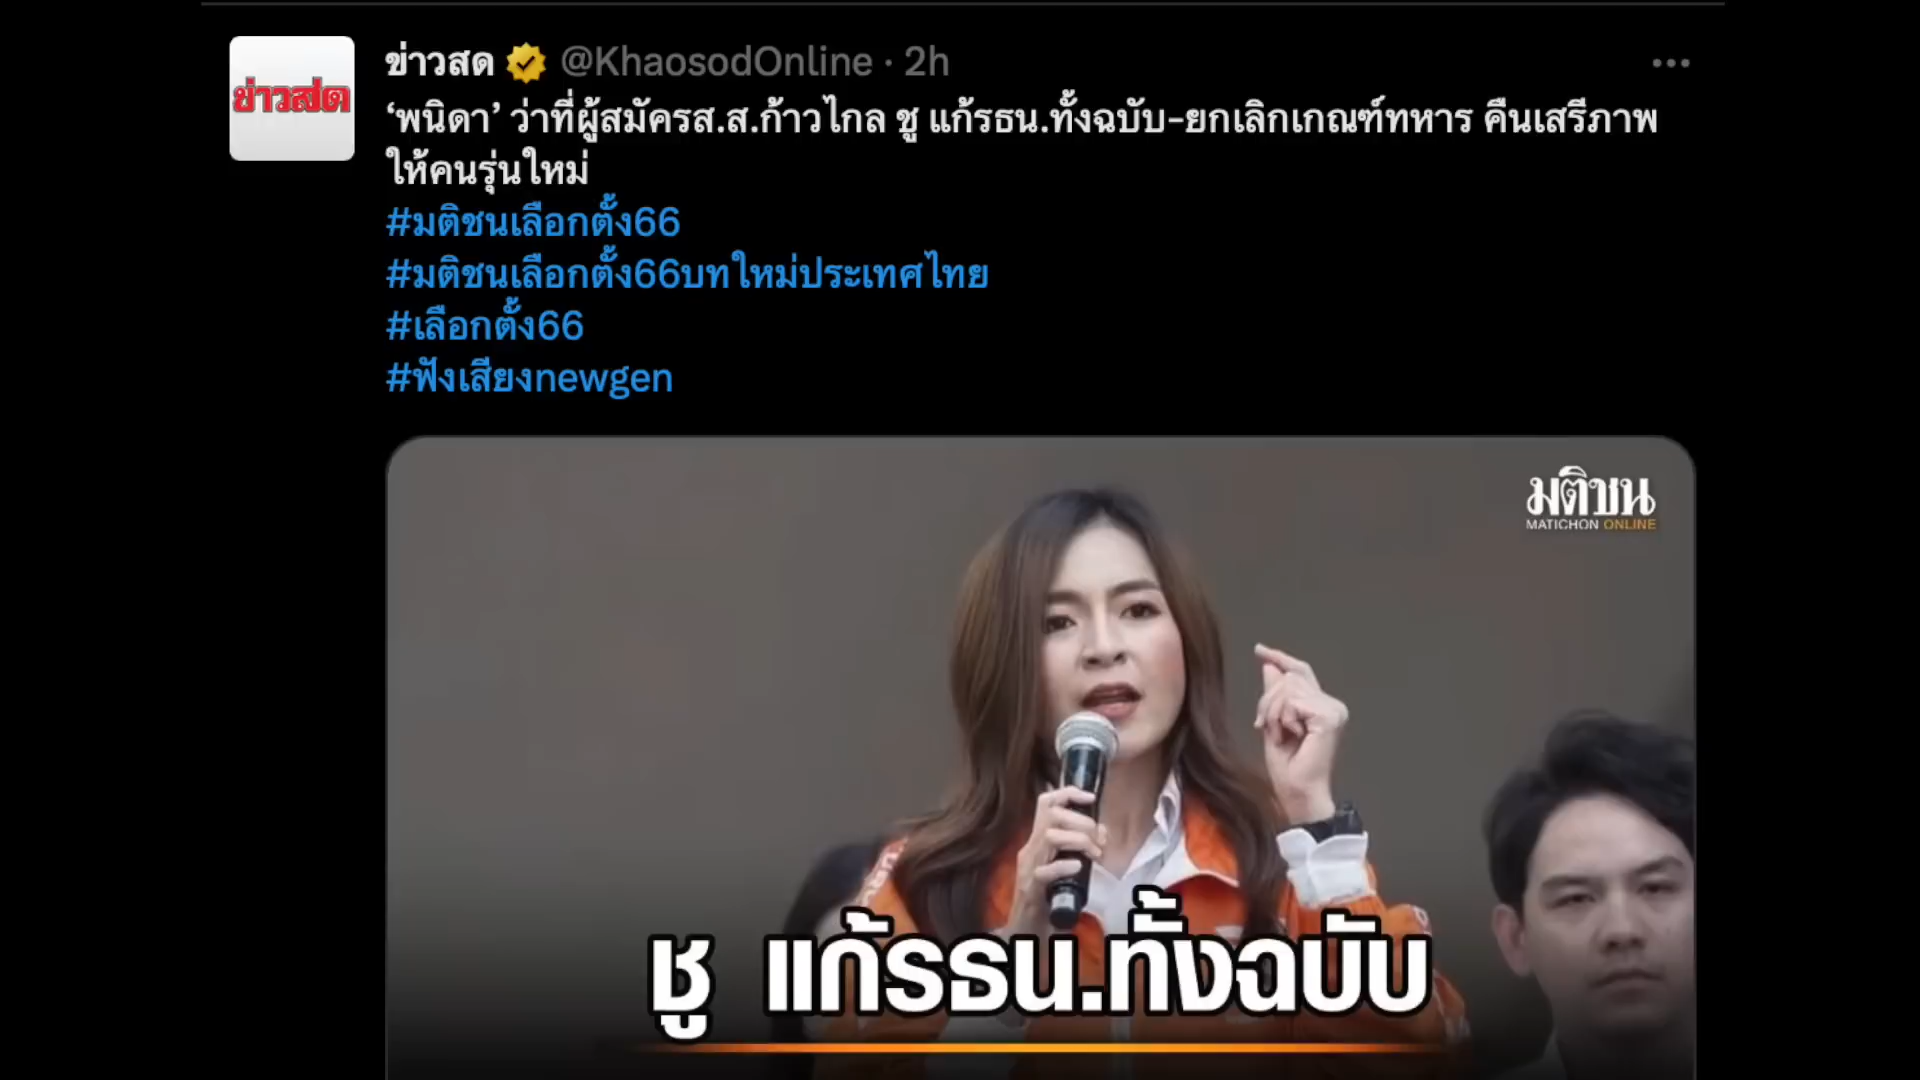 ข่าวสด
ข่าวสด @KhaosodOnline · 2h
‘พนิดา’ ว่าที่ผู้สมัครส.ส.ก้าวไกล ชู แก้รธน.ทั้งฉบับ-ยกเลิกเกณฑ์ทหาร คืนเสรีภาพ
ให้คนรุ่นใหม่
#มติชนเลือกตั้ง66
#มติชนเลือกตั้ง66บทใหม่ประเทศไทย
#เลือกตั้ง66
#ฟังเสียงnewgen
มติชน
MATICHON ONLINE
ชู แก้รธน.ทั้งฉบับ